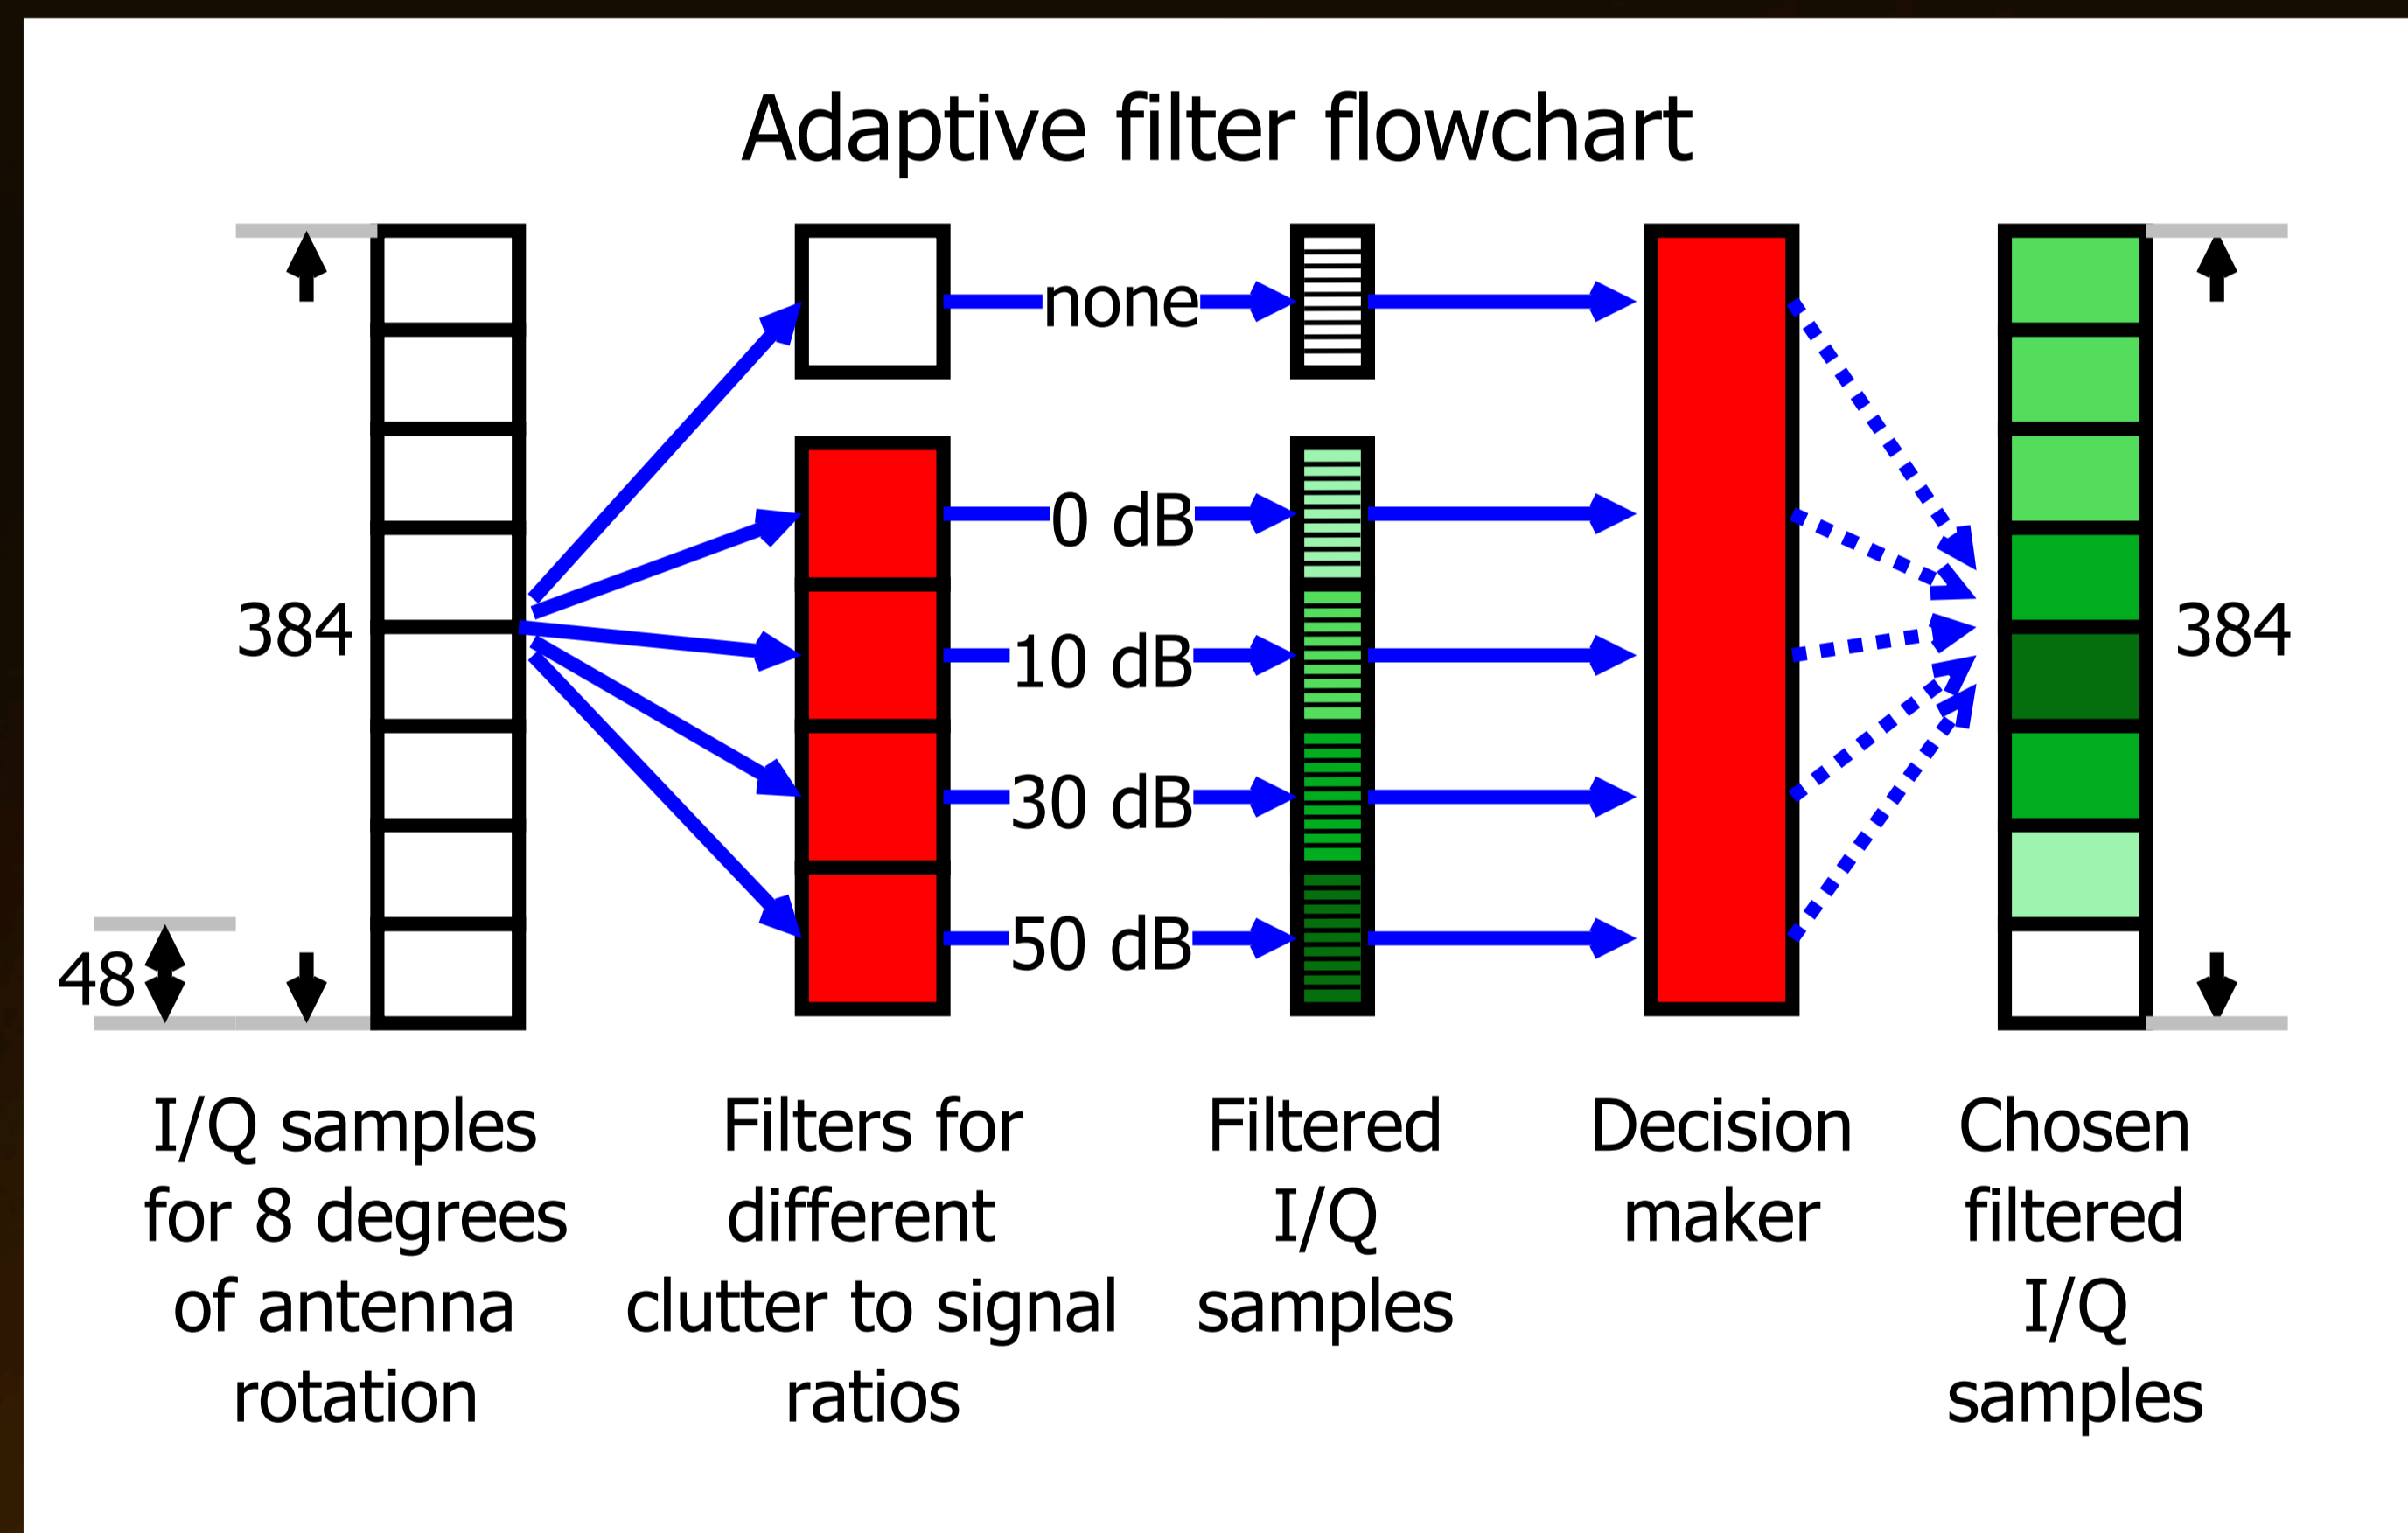 Adaptive filter flowchart
none
0 dB
10 dB
30 dB
50 dB
384
48
384
I/Q samples
for 8 degrees
of antenna
rotation
Filters for
different
clutter to signal
ratios
Filtered
I/Q
samples
Decision
maker
Chosen
filtered
I/Q
samples